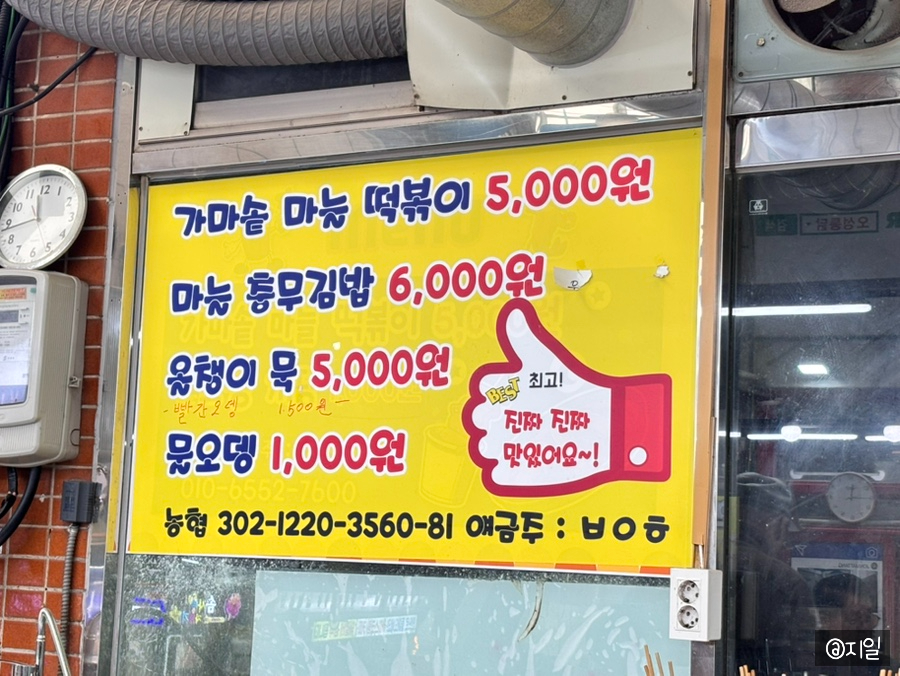 가마솥 마늘 떡볶이 5,000원
마늘 충무김밥 6,000원
올챙이 묵 5,000원
- 빨간오뎅 1,500원 -
물오뎅 1,000원
BEST 최고!
진짜 진짜
맛있어요~!
농협 302-1220-3560-81 얘금주 : ㅂㅇㅎ
@지일